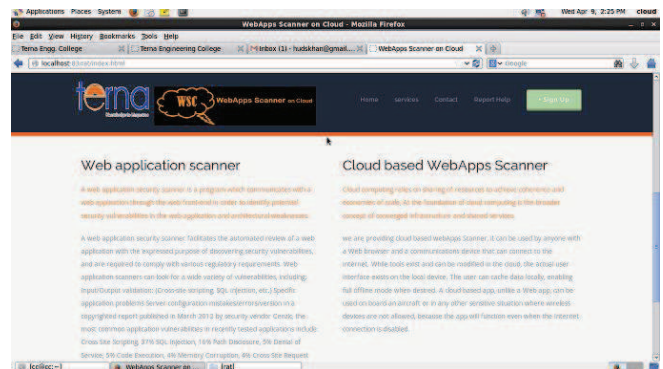 Applications Places System Wed Apr 9, 2:25 PM cloud
WebApps Scanner on Cloud - Mozilla Firefox
File Edit View History Bookmarks Tools Help
Terna Engg. College Terna Engineering College Inbox (1) - hudskhan@gmail.... WebApps Scanner on Cloud
localhost Google
terna WSC WebApps Scanner on Cloud Home services Contact Report Help Sign Up
Web application scanner
A web application security scanner is a program which communicates with a
web application through the web front-end in order to identify potential
security vulnerabilities in the web application and architectural weaknesses.
A web application security scanner facilitates the automated review of a web
application with the expressed purpose of discovering security vulnerabilities,
and are required to comply with various regulatory requirements. Web
application scanners can look for a wide variety of vulnerabilities, including:
Input/Output validation: (Cross-site scripting, SQL Injection, etc.) Specific
application problems Server configuration mistakes/errors/version In a
copyrighted report published in March 2012 by security vendor Cenzic, the
most common application vulnerabilities in recently tested applications include
Cross Site Scripting, 37% SQL Injection, 16% Path Disclosure, 5% Denial of
Service, 5% Code Execution, 4% Memory Corruption, 4% Cross Site Request
Cloud based WebApps Scanner
Cloud computing relies on sharing of resources to achieve coherence and
economies of scale, At the foundation of cloud computing is the broader
concept of converged infrastructure and shared services.
we are providing cloud based webapps Scanner. it can be used by anyone with
a Web browser and a communications device that can connect to the
Internet. While tools exist and can be modified in the cloud, the actual user
interface exists on the local device. The user can cache data locally, enabling
full offline mode when desired. A cloud based app, unlike a Web app, can be
used on board an aircraft or in any other sensitive situation where wireless
devices are not allowed, because the app will function even when the internet
connection is disabled.
[cc@cc:~] WebApps Scanner on ... [rat]